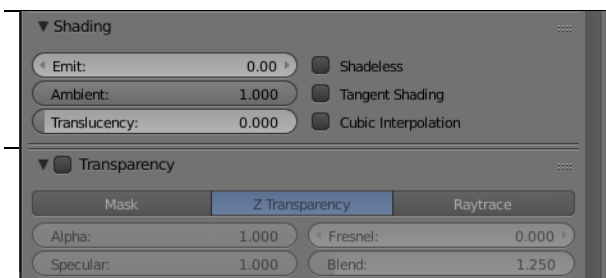 Shading
Emit: 0.00 Shadeless
Ambient: 1.000 Tangent Shading
Translucency: 0.000 Cubic Interpolation
Transparency
Mask Z Transparency Raytrace
Alpha: 1.000 Fresnel: 0.000
Specular: 1.000 Blend: 1.250